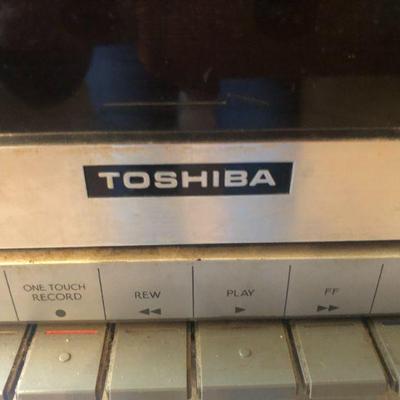 TOSHIBA
ONE TOUCH
RECORD
REW
PLAY
FF